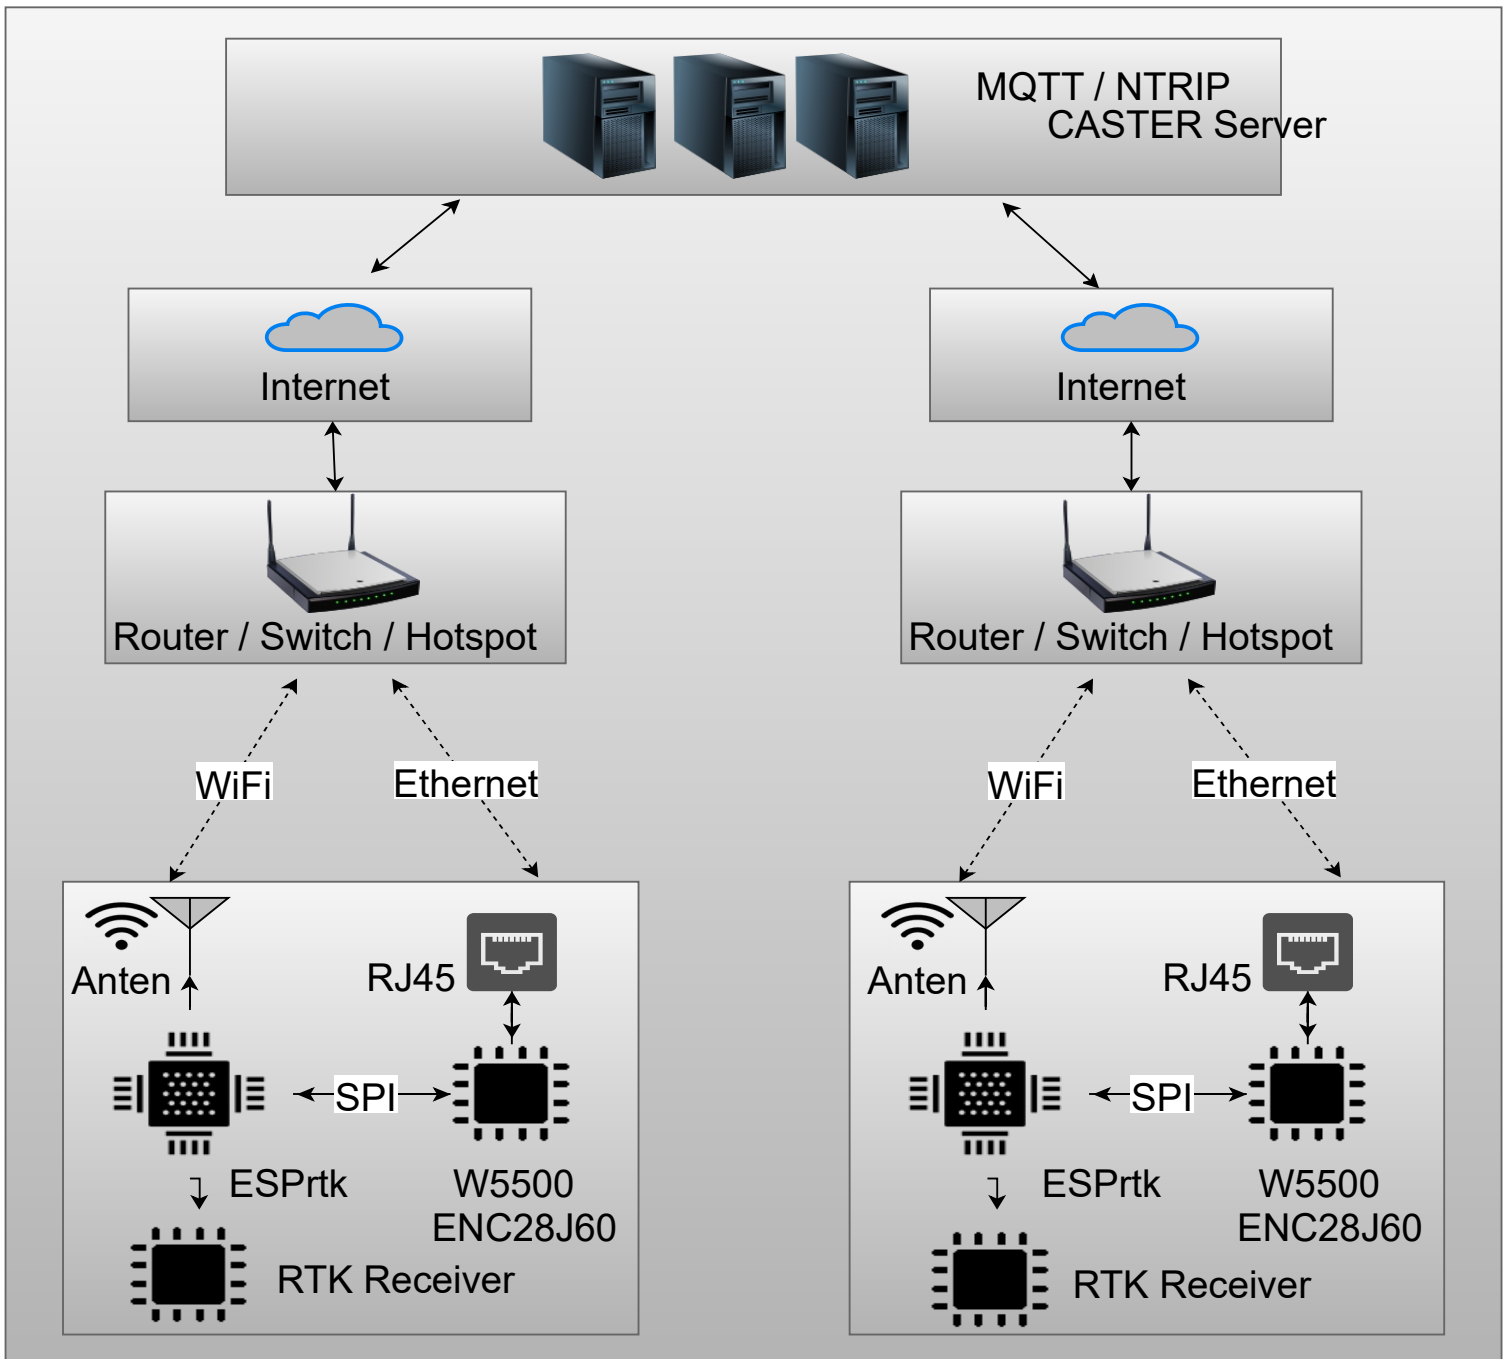 MQTT / NTRIP
CASTER Server
Internet
Internet
Router / Switch / Hotspot
Router / Switch / Hotspot
WiFi
Ethernet
WiFi
Ethernet
Anten
RJ45
Anten
RJ45
SPI
SPI
ESPrtk
W5500
ENC28J60
ESPrtk
W5500
ENC28J60
RTK Receiver
RTK Receiver